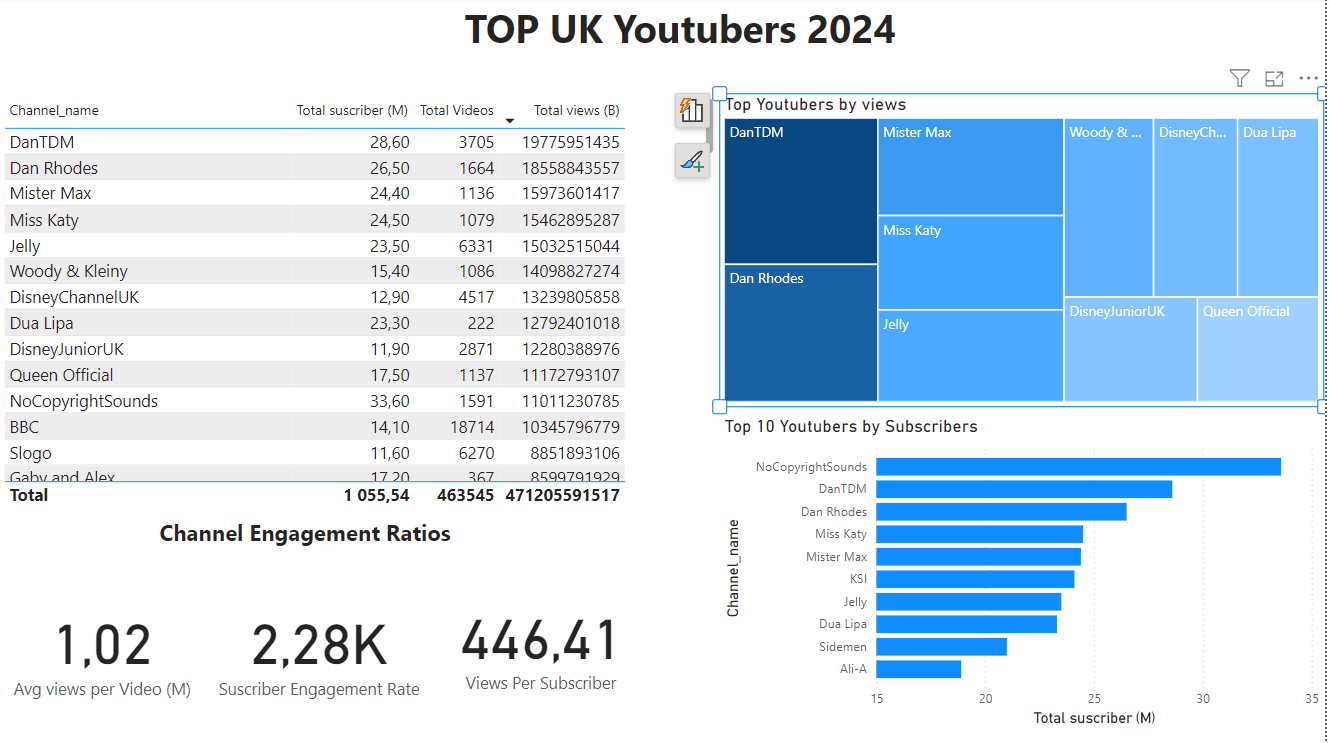 TOP UK Youtubers 2024
Channel_name Total suscriber (M) Total Videos Total views (B)
DanTDM 28,60 3705 19775951435
Dan Rhodes 26,50 1664 18558843557
Mister Max 24,40 1136 15973601417
Miss Katy 24,50 1079 15462895287
Jelly 23,50 6331 15032515044
Woody & Kleiny 15,40 1086 14098827274
DisneyChannelUK 12,90 4517 13239805858
Dua Lipa 23,30 222 12792401018
DisneyJuniorUK 11,90 2871 12280388976
Queen Official 17,50 1137 11172793107
NoCopyrightSounds 33,60 1591 11011230785
BBC 14,10 18714 10345796779
Slogo 11,60 6270 8851893106
Gaby and Alex 17,20 367 8599791929
Total 1 055,54 463545 471205591517
Channel Engagement Ratios
1,02
Avg views per Video (M)
2,28K
Suscriber Engagement Rate
446,41
Views Per Subscriber
Top Youtubers by views
DanTDM
Dan Rhodes
Mister Max
Miss Katy
Jelly
Woody & ...
DisneyCh...
Dua Lipa
DisneyJuniorUK
Queen Official
Top 10 Youtubers by Subscribers
Channel_name
NoCopyrightSounds
DanTDM
Dan Rhodes
Miss Katy
Mister Max
KSI
Jelly
Dua Lipa
Sidemen
Ali-A
15 20 25 30 35
Total suscriber (M)